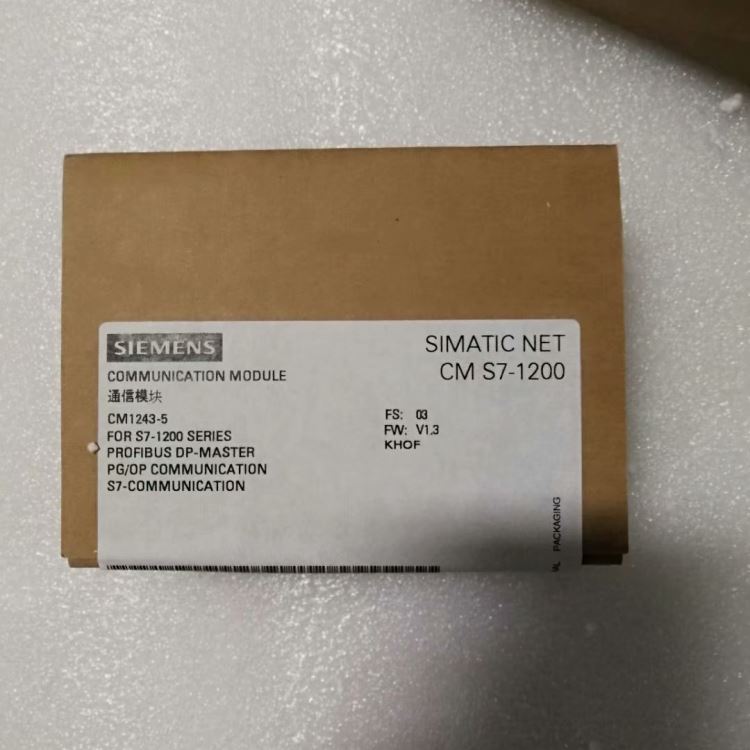 SIEMENS
SIMATIC NET
CM S7-1200
COMMUNICATION MODULE
通信模块
CM1243-5
FOR S7-1200 SERIES
PROFIBUS DP-MASTER
PG/OP COMMUNICATION
S7-COMMUNICATION
FS: 03
FW: V1.3
KHOF
PACKAGING